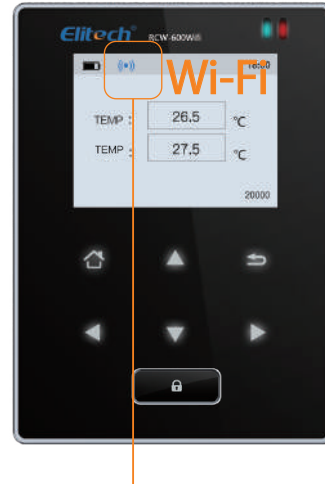 Elitech RCW-600Wifi
Wi-Fi
TEMP : 26.5 ℃
TEMP : 27.5 ℃
20000